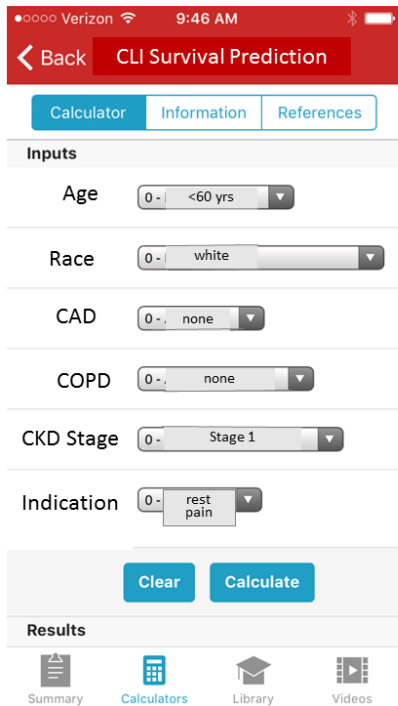 Verizon 9:46 AM
Back CLI Survival Prediction
Calculator Information References
Inputs
Age 0 - <60 yrs
Race 0 - white
CAD 0 - none
COPD 0 - none
CKD Stage 0 - Stage 1
Indication 0 - rest
pain
Clear Calculate
Results
Summary Calculators Library Videos